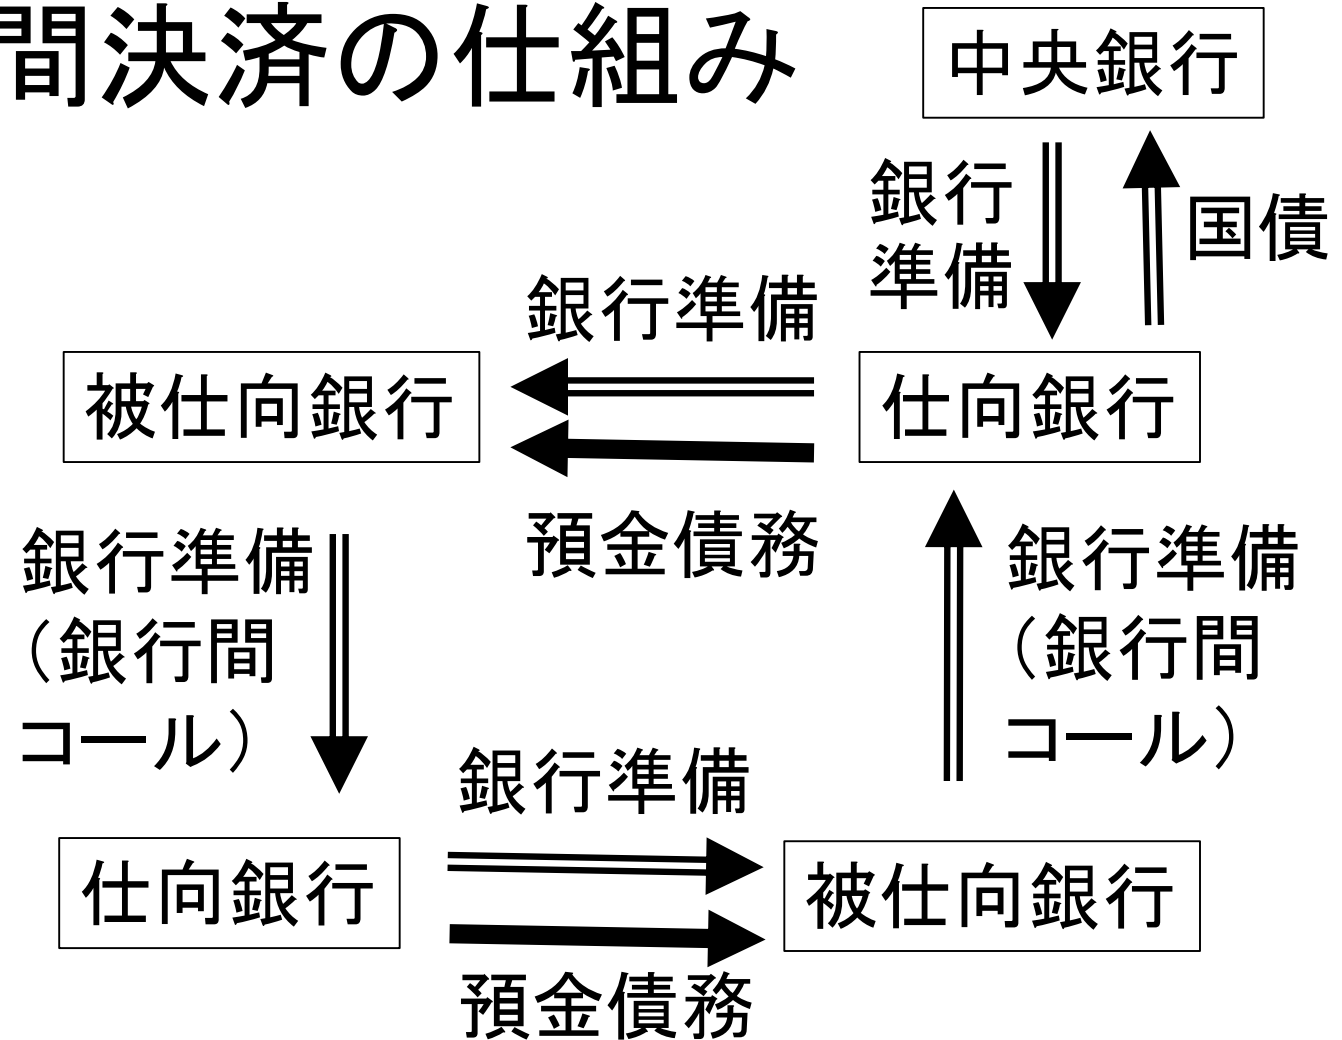 間決済の仕組み
中央銀行
銀行
準備
国債
銀行準備
被仕向銀行
仕向銀行
預金債務
銀行準備
（銀行間
コール）
銀行準備
（銀行間
コール）
銀行準備
仕向銀行
被仕向銀行
預金債務